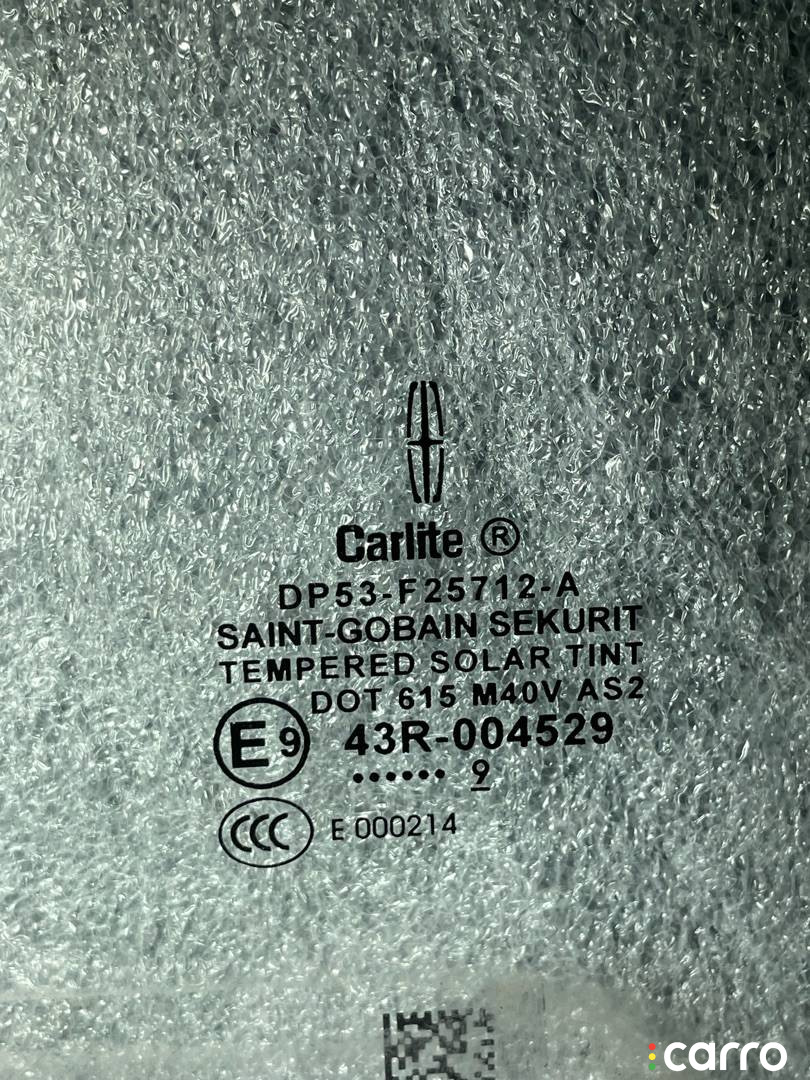 Carlite ®
DP53-F25712-A
SAINT-GOBAIN SEKURIT
TEMPERED SOLAR TINT
DOT 615 M40V AS2
E9 43R-004529
•••••• 9
CCC E 000214
carro